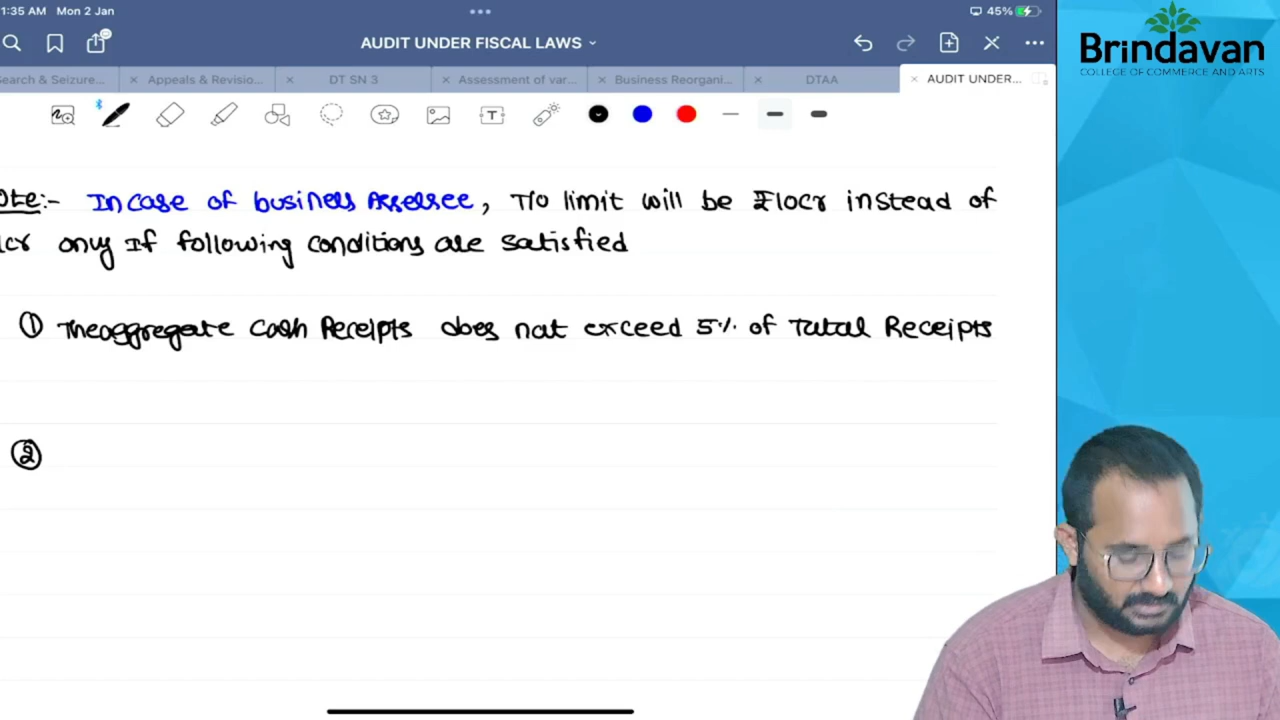 1:35 AM Mon 2 Jan
45%
AUDIT UNDER FISCAL LAWS
Brindavan
COLLEGE OF COMMERCE AND ARTS
earch & Seizure...
Appeals & Revisio...
DT SN 3
Assessment of var...
Business Reorgani...
DTAA
AUDIT UNDER...
ote:- In case of business Assessee, T/o limit will be ₹10cr instead of
1cr only If following conditions are satisfied
① The aggregate Cash Receipts does not exceed 5% of Total Receipts
②